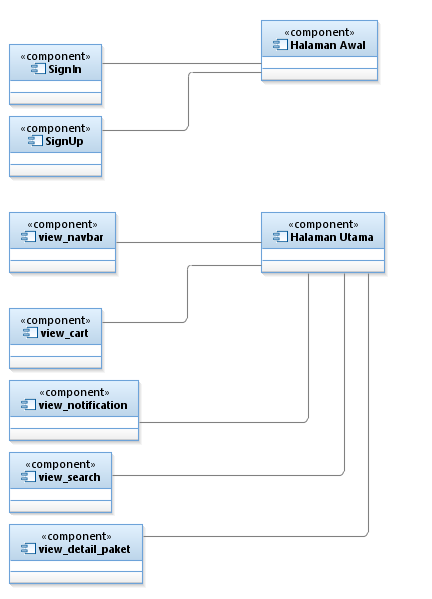 «component»
Halaman Awal
«component»
SignIn
«component»
SignUp
«component»
view_navbar
«component»
Halaman Utama
«component»
view_cart
«component»
view_notification
«component»
view_search
«component»
view_detail_paket